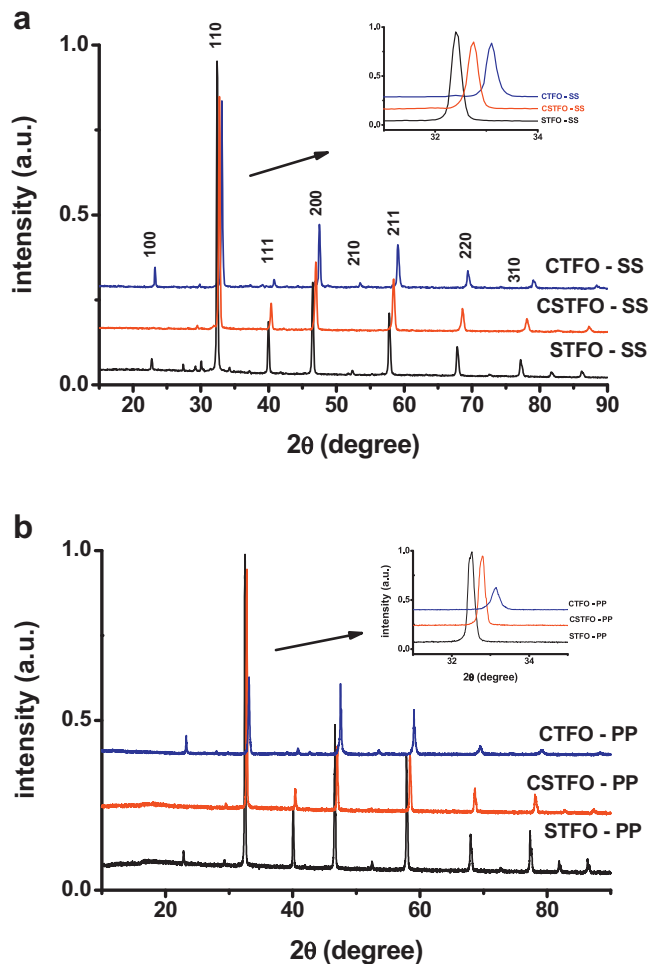 a
1.0
0.5
0.0
intensity (a.u.)
100
110
111
200
210
211
220
310
CTFO - SS
CSTFO - SS
STFO - SS
15 20 30 40 50 60 70 80 90
2θ (degree)
1.0
0.5
0.0
CTFO - SS
CSTFO - SS
STFO - SS
32 34
b
1.0
0.5
0.0
intensity (a.u.)
CTFO - PP
CSTFO - PP
STFO - PP
20 40 60 80
2θ (degree)
intensity (a.u.)
1.0
0.5
0.0
CTFO - PP
CSTFO - PP
STFO - PP
32 34
2θ (degree)